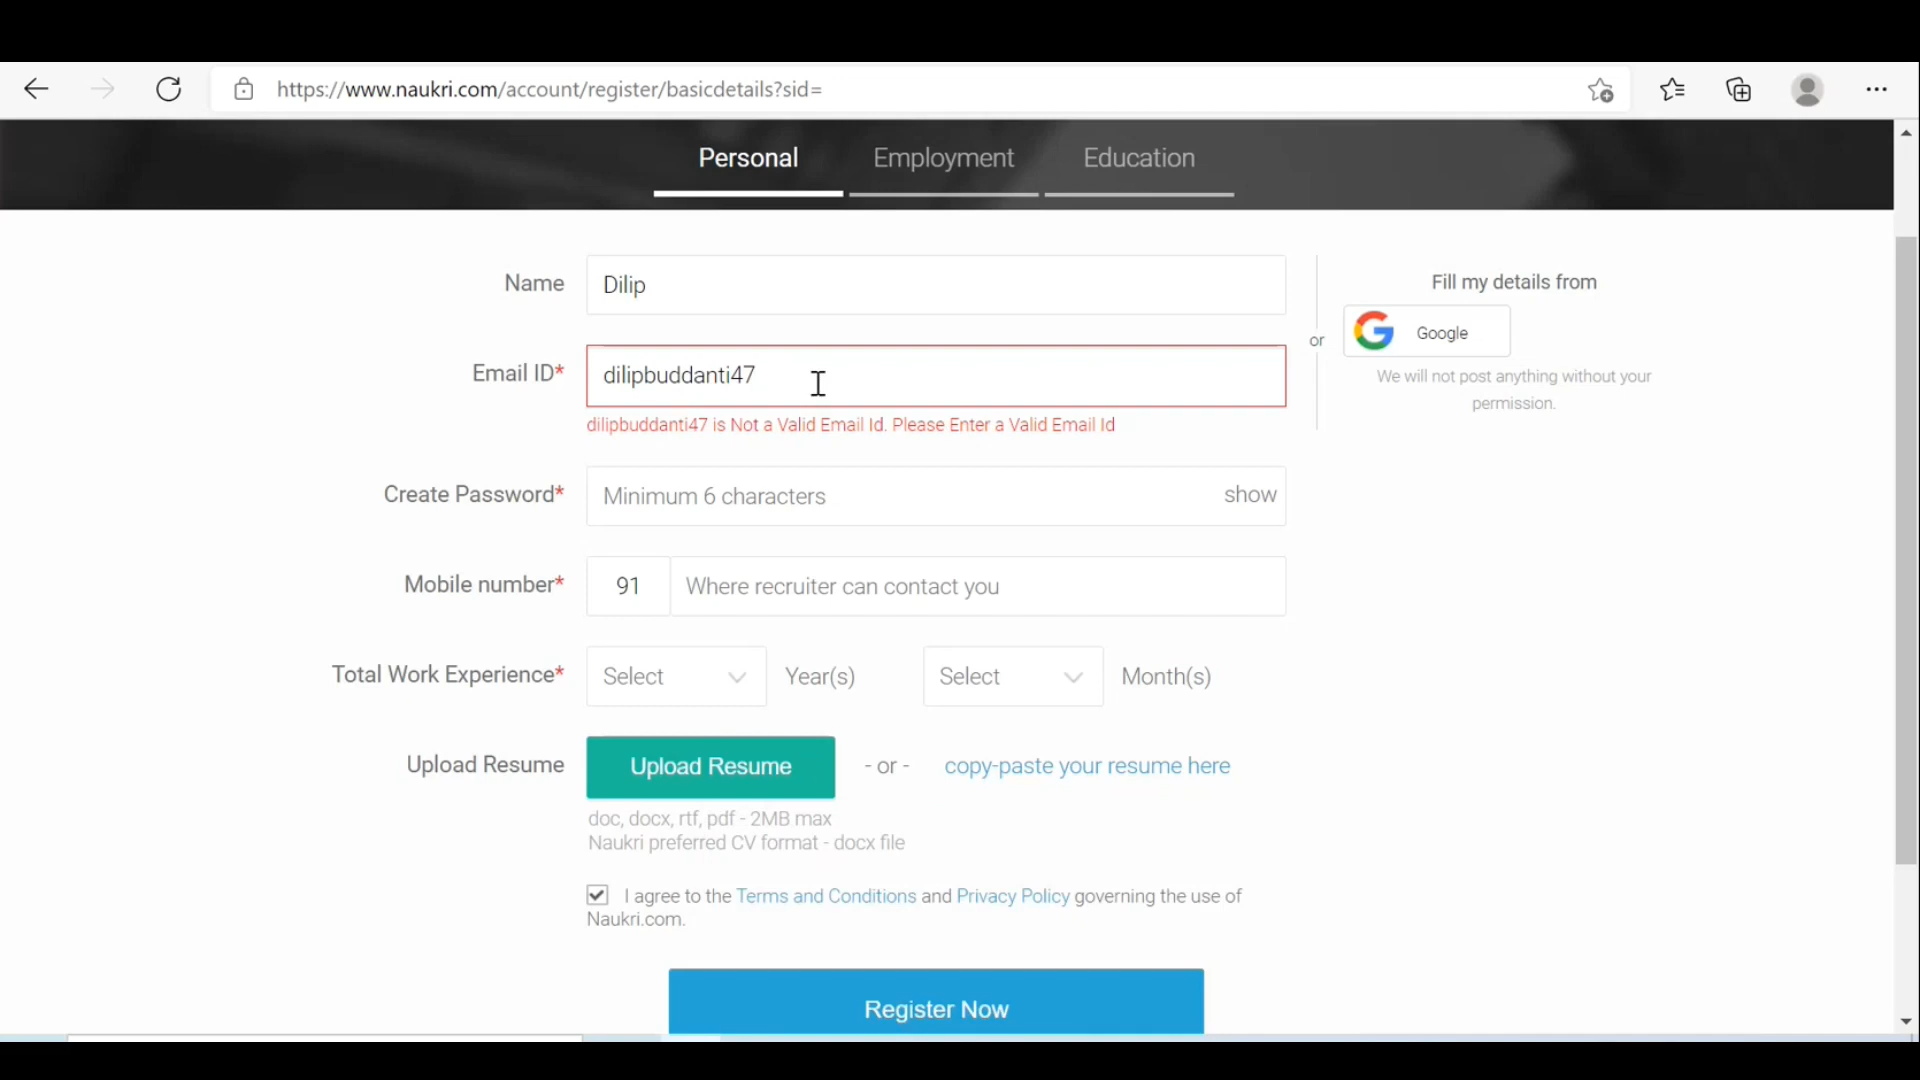 https://www.naukri.com/account/register/basicdetails?sid=
Personal Employment Education
Name Dilip
Fill my details from
or
Google
We will not post anything without your
permission.
Email ID* dilipbuddanti47
dilipbuddanti47 is Not a Valid Email Id. Please Enter a Valid Email Id
Create Password* Minimum 6 characters show
Mobile number* 91 Where recruiter can contact you
Total Work Experience* Select Year(s) Select Month(s)
Upload Resume Upload Resume - or - copy-paste your resume here
doc, docx, rtf, pdf - 2MB max
Naukri preferred CV format - docx file
I agree to the Terms and Conditions and Privacy Policy governing the use of
Naukri.com.
Register Now